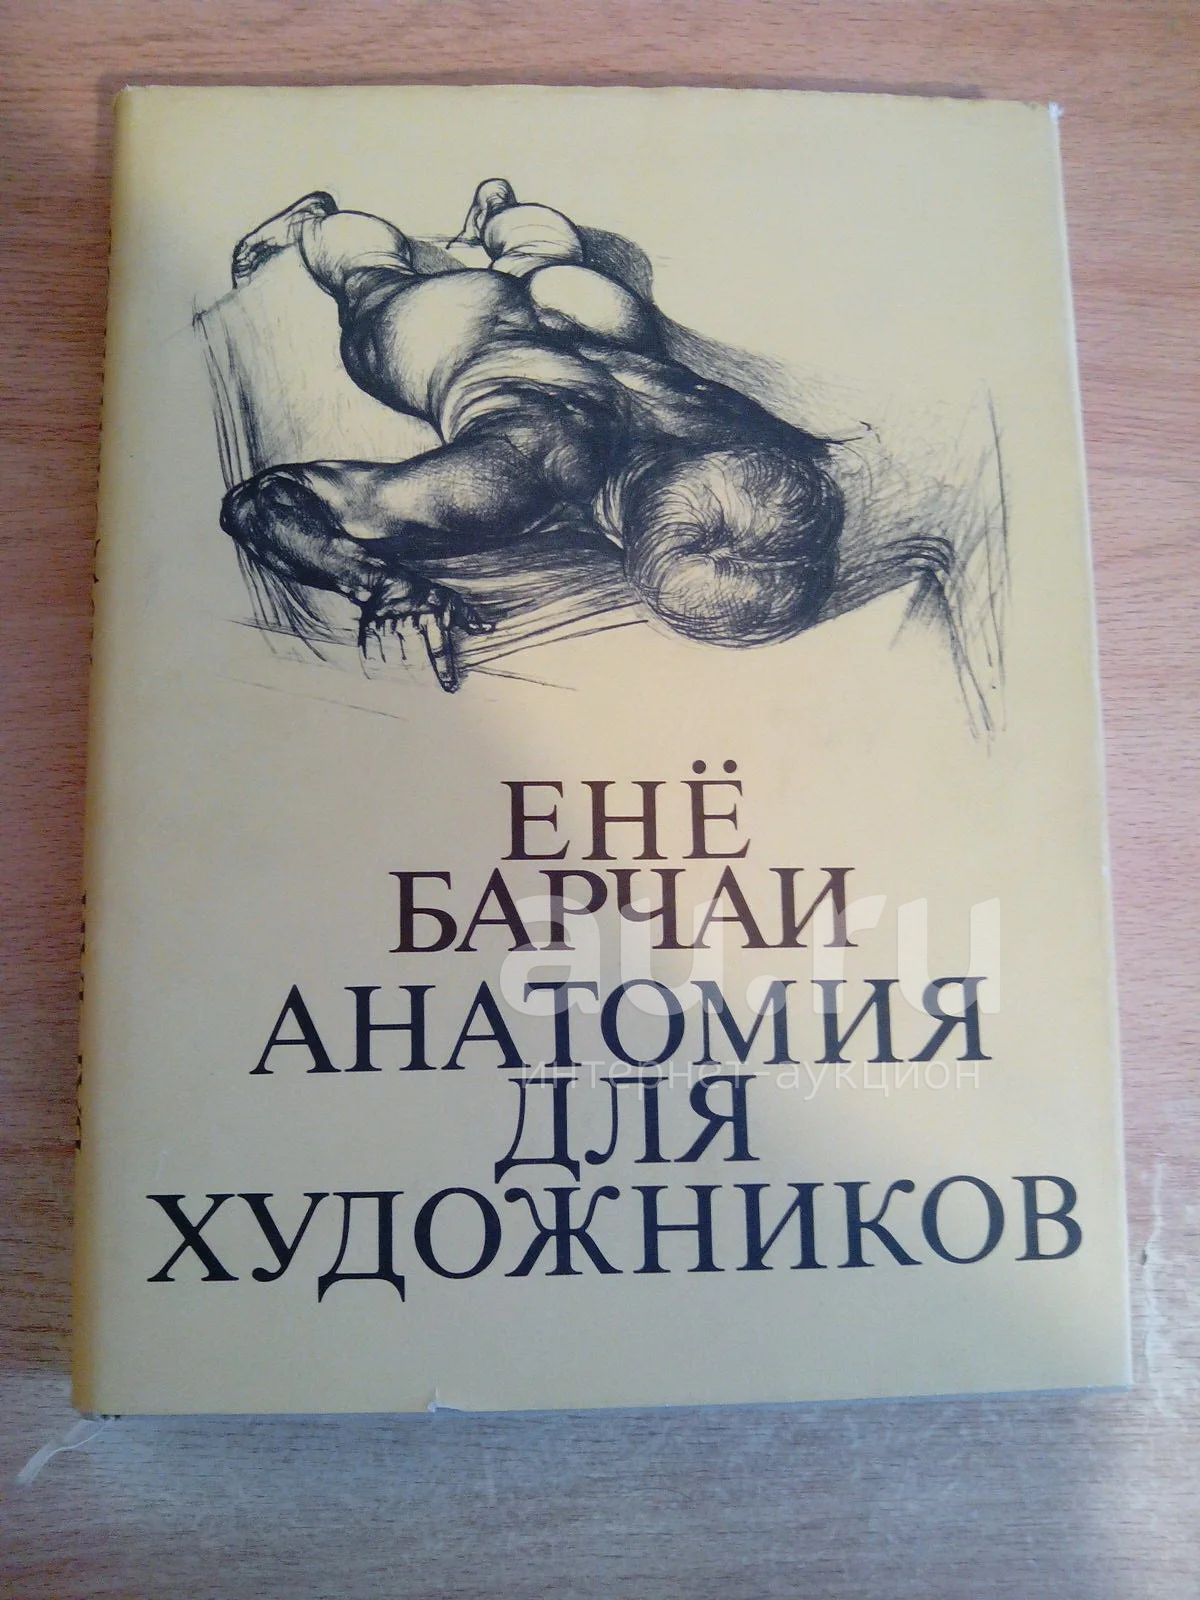 ЕНЁ
БАРЧАИ
АНАТОМИЯ
ДЛЯ
ХУДОЖНИКОВ
au.ru
интернет-аукцион